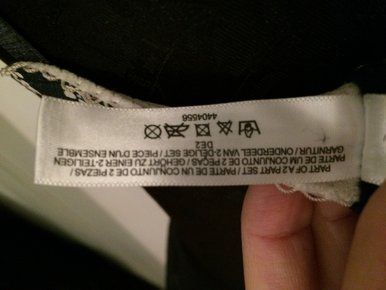 PART OF A 2 PART SET / PARTE DE UN CONJUNTO DE 2 PIEZAS /
PARTE DE UM CONJUNTO DE 2 PEÇAS / GEHÖRT ZU EINER 2-TEILIGEN
GARNITUR / ONDERDEEL VAN 2-DELIGE SET / PIECE D'UN ENSEMBLE
DE2
4404556